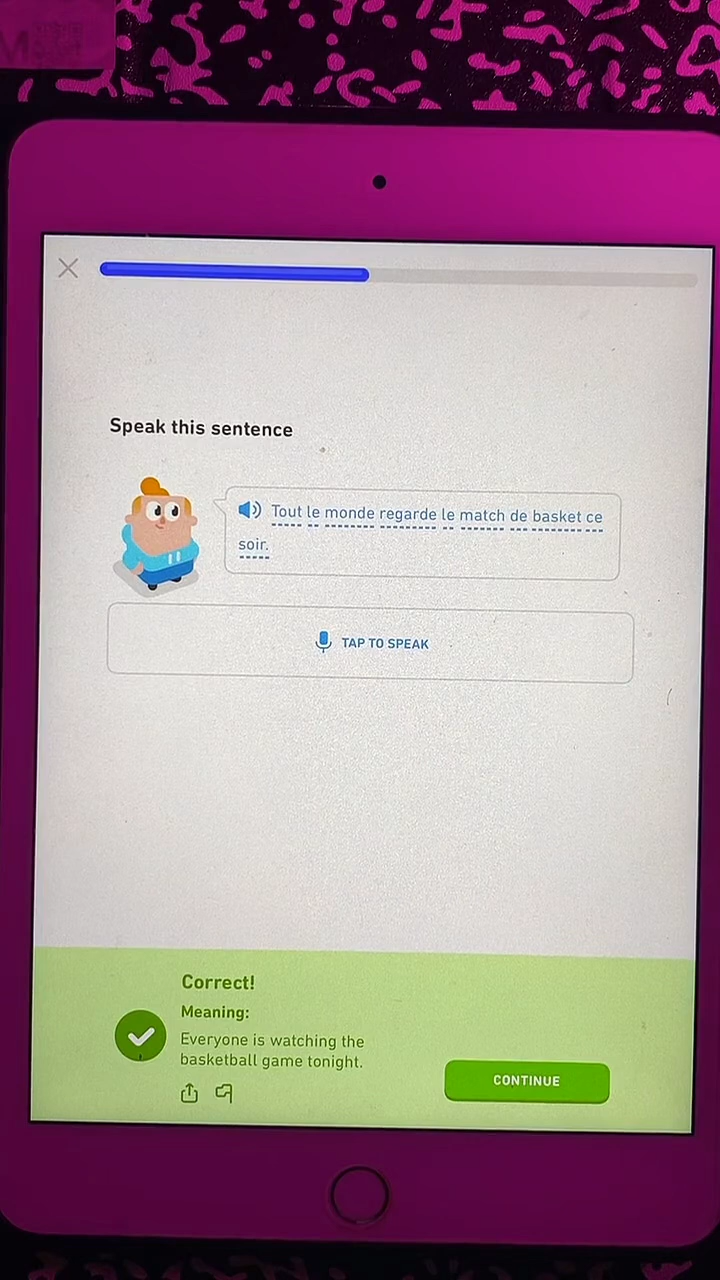 Speak this sentence
Tout le monde regarde le match de basket ce
soir.
TAP TO SPEAK
Correct!
Meaning:
Everyone is watching the
basketball game tonight.
CONTINUE